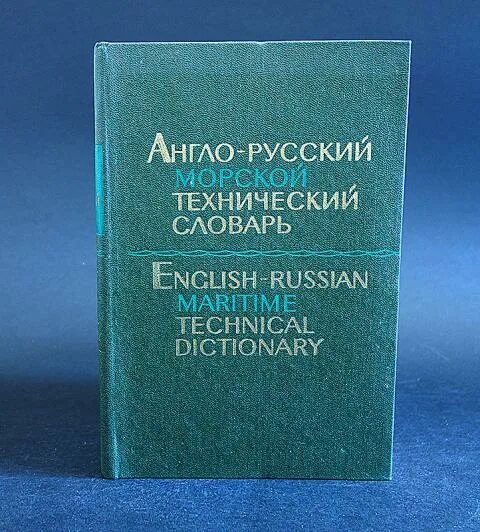 Англо-русский
морской
технический
словарь
English-Russian
maritime
technical
dictionary